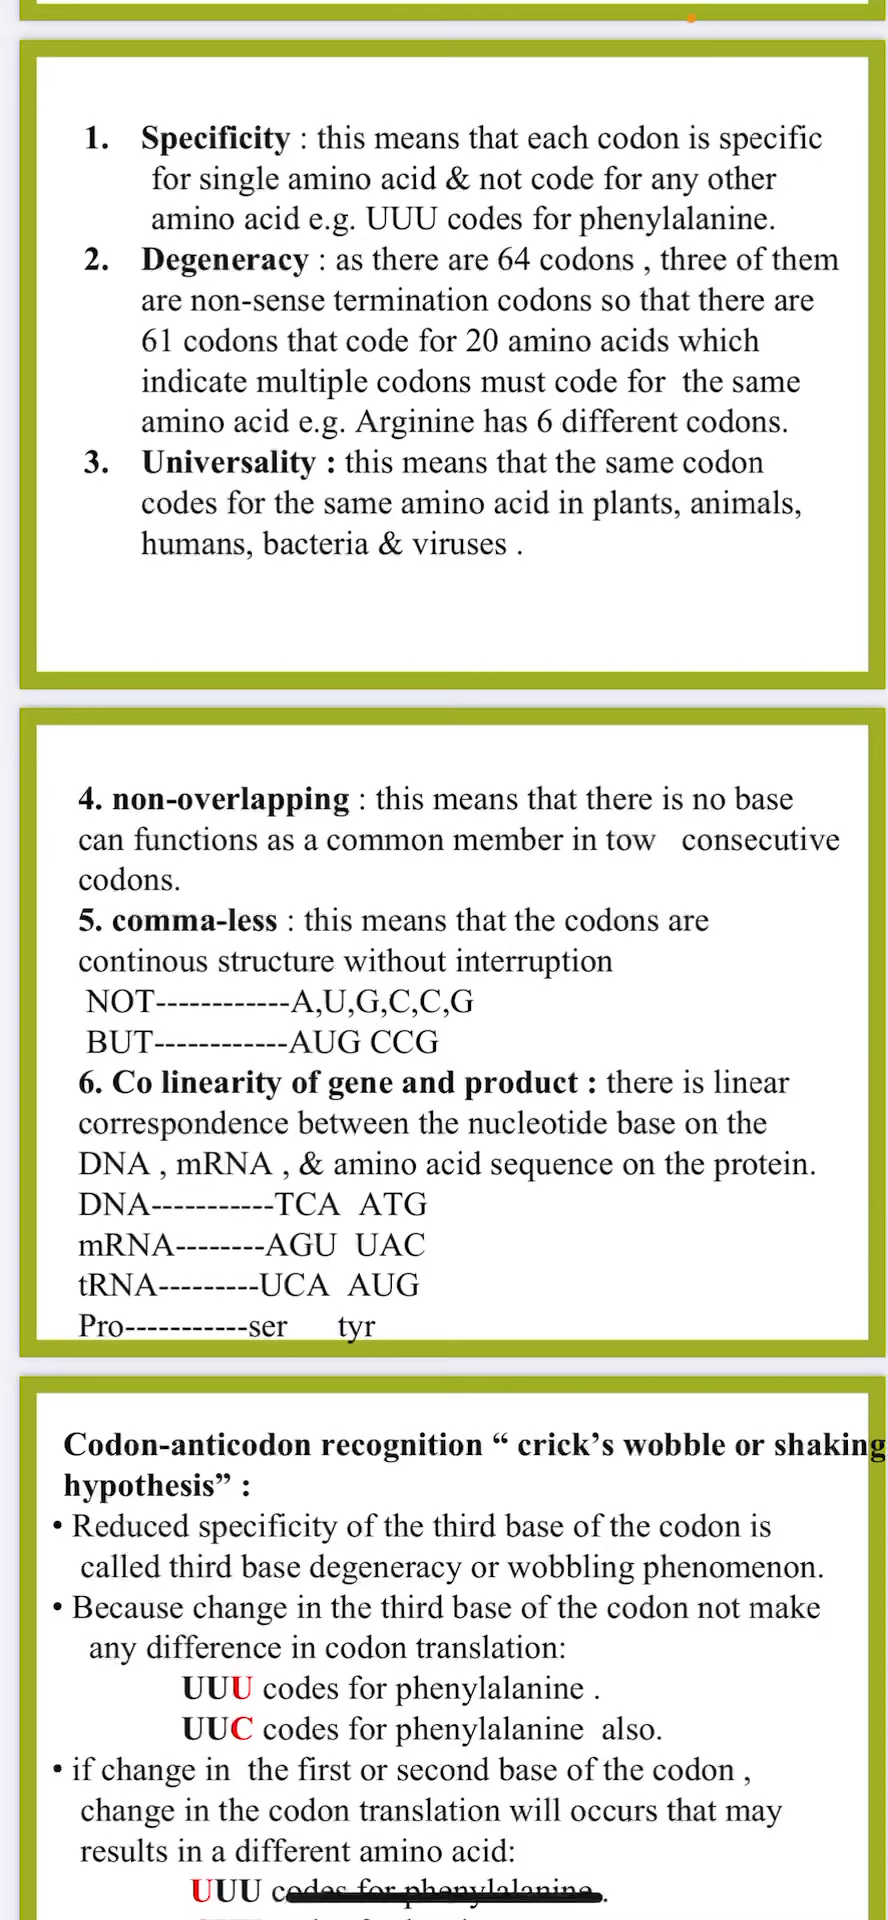 1. Specificity : this means that each codon is specific
for single amino acid & not code for any other
amino acid e.g. UUU codes for phenylalanine.
2. Degeneracy : as there are 64 codons , three of them
are non-sense termination codons so that there are
61 codons that code for 20 amino acids which
indicate multiple codons must code for the same
amino acid e.g. Arginine has 6 different codons.
3. Universality : this means that the same codon
codes for the same amino acid in plants, animals,
humans, bacteria & viruses .
4. non-overlapping : this means that there is no base
can functions as a common member in tow consecutive
codons.
5. comma-less : this means that the codons are
continous structure without interruption
NOT------------A,U,G,C,C,G
BUT------------AUG CCG
6. Co linearity of gene and product : there is linear
correspondence between the nucleotide base on the
DNA , mRNA , & amino acid sequence on the protein.
DNA-----------TCA ATG
mRNA--------AGU UAC
tRNA---------UCA AUG
Pro-----------ser tyr
Codon-anticodon recognition “ crick’s wobble or shaking
hypothesis” :
• Reduced specificity of the third base of the codon is
called third base degeneracy or wobbling phenomenon.
• Because change in the third base of the codon not make
any difference in codon translation:
UUU codes for phenylalanine .
UUC codes for phenylalanine also.
• if change in the first or second base of the codon ,
change in the codon translation will occurs that may
results in a different amino acid:
UUU codes for phenylalanine .